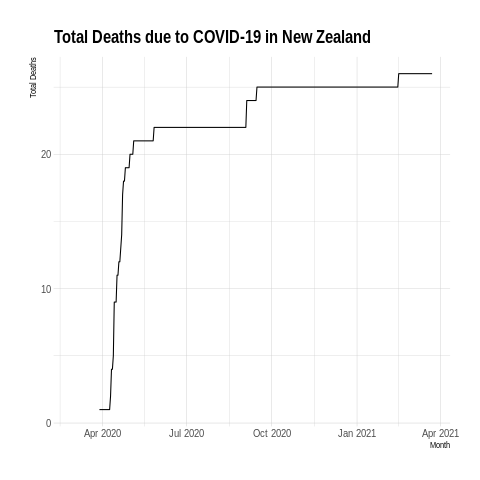 Total Deaths due to COVID-19 in New Zealand
Total Deaths
20
10
0
Apr 2020 Jul 2020 Oct 2020 Jan 2021 Apr 2021
Month